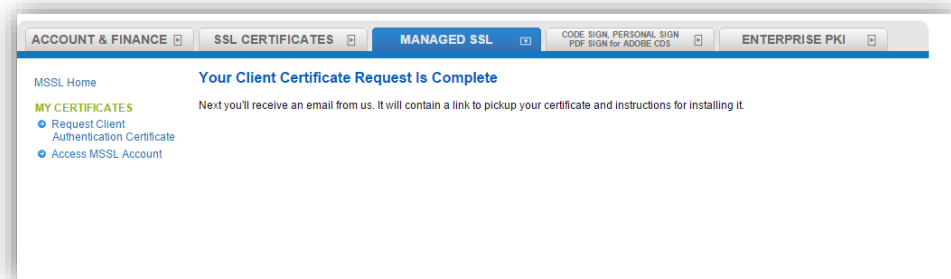 ACCOUNT & FINANCE
SSL CERTIFICATES
MANAGED SSL
CODE SIGN, PERSONAL SIGN
PDF SIGN for ADOBE CDS
ENTERPRISE PKI
MSSL Home
MY CERTIFICATES
Request Client
Authentication Certificate
Access MSSL Account
Your Client Certificate Request Is Complete
Next you'll receive an email from us. It will contain a link to pickup your certificate and instructions for installing it.